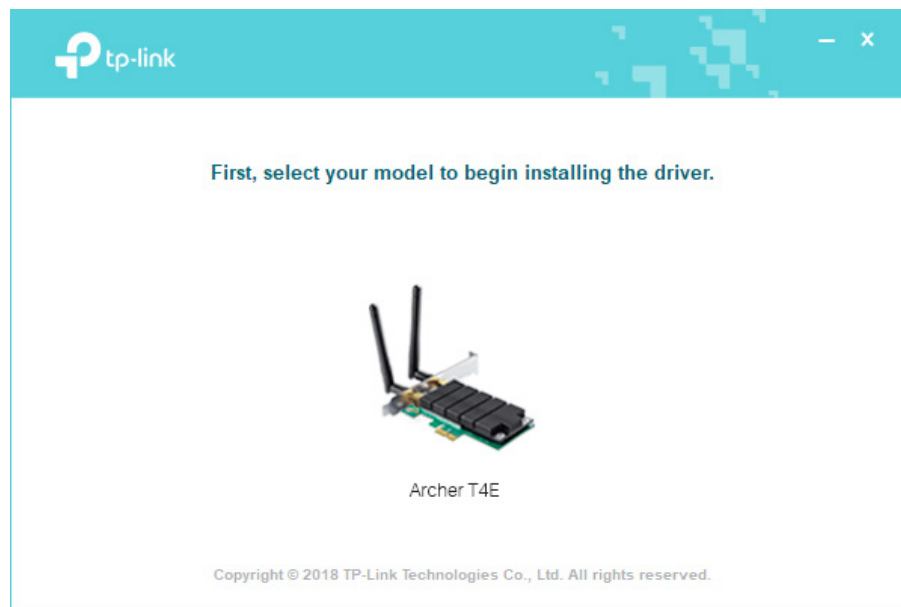 tp-link
First, select your model to begin installing the driver.
Archer T4E
Copyright © 2018 TP-Link Technologies Co., Ltd. All rights reserved.